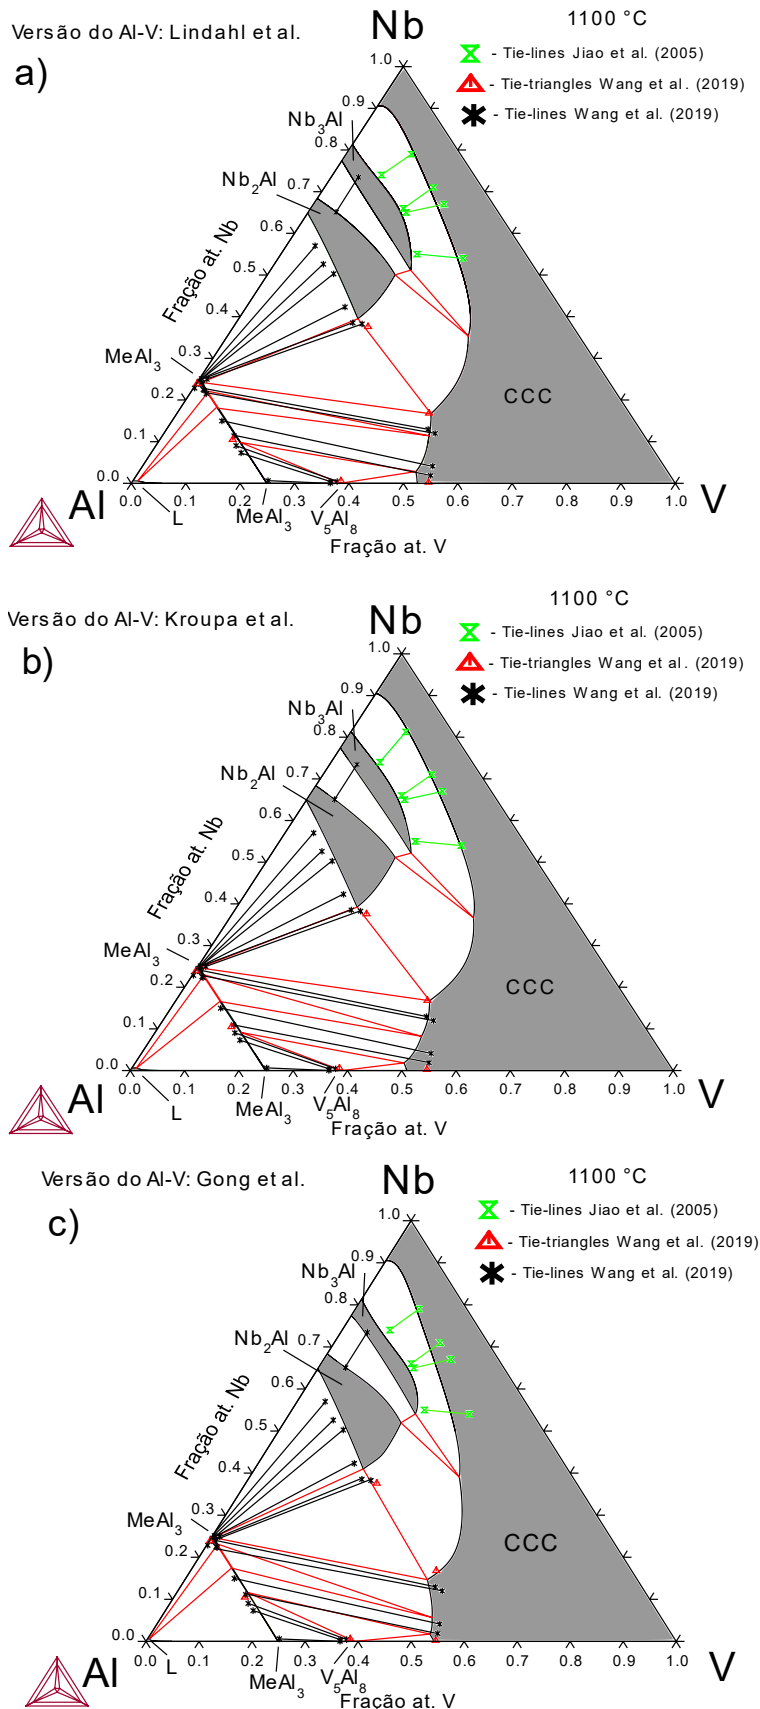 Versão do Al-V: Lindahl et al.
a)
Nb
1100 °C
- Tie-lines Jiao et al. (2005)
- Tie-triangles Wang et al. (2019)
- Tie-lines Wang et al. (2019)
1.0
0.9
Nb3Al
0.8
0.7
Nb2Al
0.6
0.5
Fração at. Nb
0.4
MeAl3
0.3
0.2
0.1
0.0
CCC
0.0 0.1 0.2 0.3 0.4 0.5 0.6 0.7 0.8 0.9 1.0
Al
L
MeAl3
V5Al8
V
Fração at. V
Versão do Al-V: Kroupa et al.
b)
Nb
1100 °C
- Tie-lines Jiao et al. (2005)
- Tie-triangles Wang et al. (2019)
- Tie-lines Wang et al. (2019)
1.0
0.9
Nb3Al
0.8
0.7
Nb2Al
0.6
0.5
Fração at. Nb
0.4
MeAl3
0.3
0.2
0.1
0.0
CCC
0.0 0.1 0.2 0.3 0.4 0.5 0.6 0.7 0.8 0.9 1.0
Al
L
MeAl3
V5Al8
V
Fração at. V
Versão do Al-V: Gong et al.
c)
Nb
1100 °C
- Tie-lines Jiao et al. (2005)
- Tie-triangles Wang et al. (2019)
- Tie-lines Wang et al. (2019)
1.0
0.9
Nb3Al
0.8
0.7
Nb2Al
0.6
0.5
Fração at. Nb
0.4
MeAl3
0.3
0.2
0.1
0.0
CCC
0.0 0.1 0.2 0.3 0.4 0.5 0.6 0.7 0.8 0.9 1.0
Al
L
MeAl3
V5Al8
V
Fração at. V